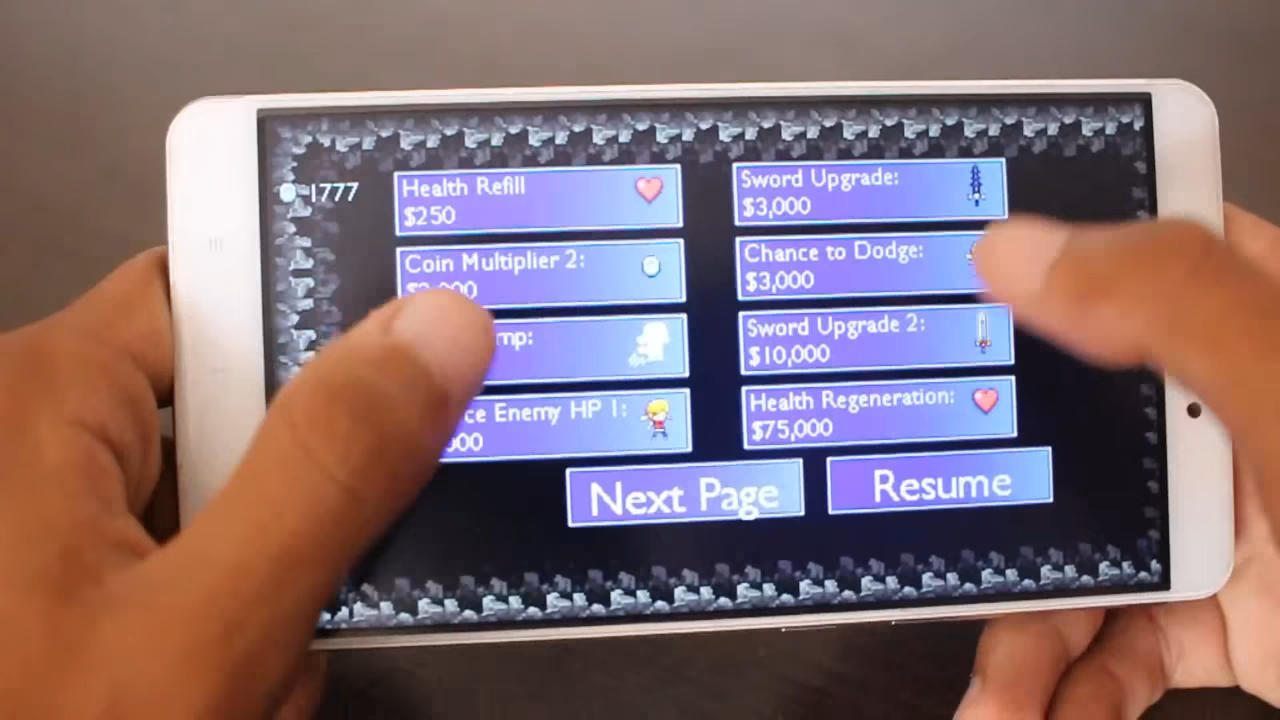 1777
Health Refill
$250
Coin Multiplier 2:
Sword Upgrade:
$3,000
Chance to Dodge:
$3,000
Sword Upgrade 2:
$10,000
Enemy HP 1:
Health Regeneration:
$75,000
Next Page
Resume